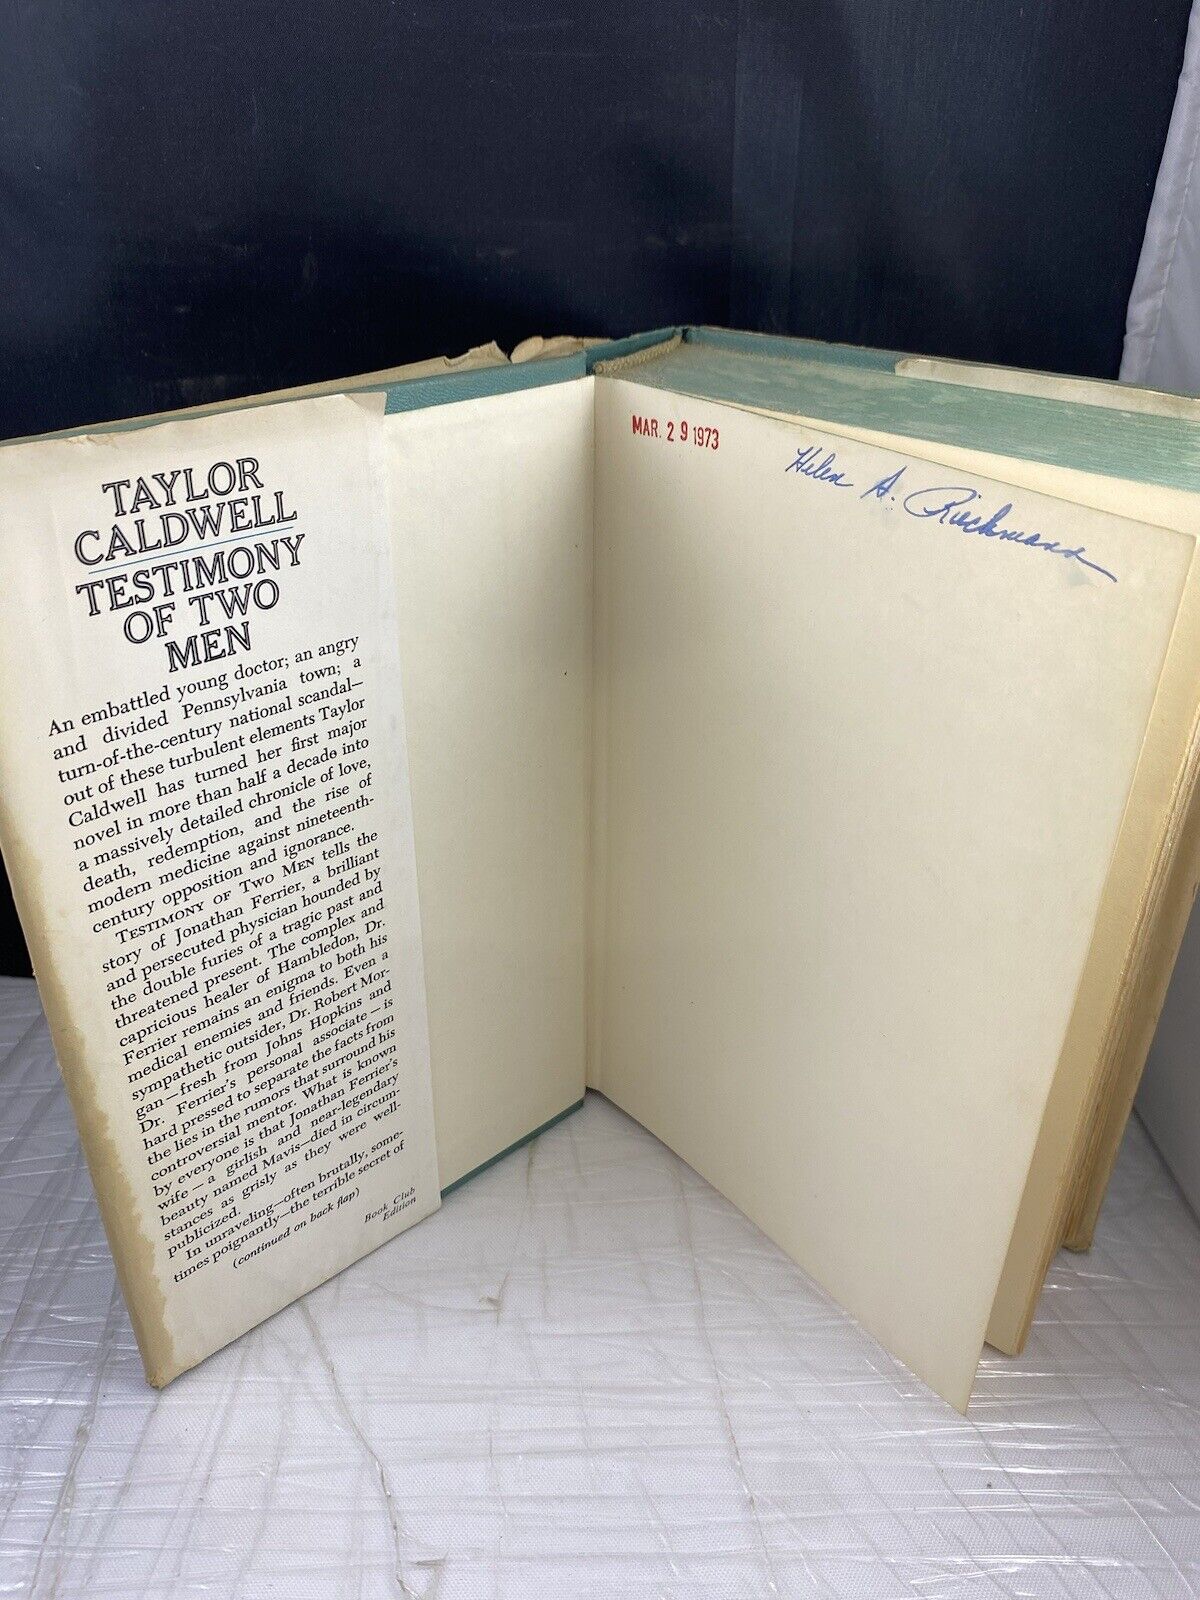 TAYLOR
CALDWELL
TESTIMONY
OF TWO
MEN
An embattled young doctor; an angry
and divided Pennsylvania town; a
turn-of-the-century national scandal—
out of these turbulent elements Taylor
Caldwell has turned her first major
novel in more than half a decade into
a massively detailed chronicle of love,
death, redemption, and the rise of
modern medicine against nineteenth-
century opposition and ignorance.
TESTIMONY OF TWO MEN tells the
story of Jonathan Ferrier, a brilliant
and persecuted physician hounded by
the double furies of a tragic past and
threatened present. The complex and
capricious healer of Hambledon, Dr.
Ferrier remains an enigma to both his
medical enemies and friends. Even a
sympathetic outsider, Dr. Robert Mor-
gan—fresh from Johns Hopkins and
Dr. Ferrier's personal associate—is
hard pressed to separate the facts from
the lies in the rumors that surround his
controversial mentor. What is known
by everyone is that Jonathan Ferrier's
wife—a girlish and near-legendary
beauty named Mavis—died in circum-
stances as grisly as they were well-
publicized.
In unraveling—often brutally, some-
times poignantly—the terrible secret of
(continued on back flap)
Book Club
Edition
MAR. 29 1973
Helen A. Rieckmann